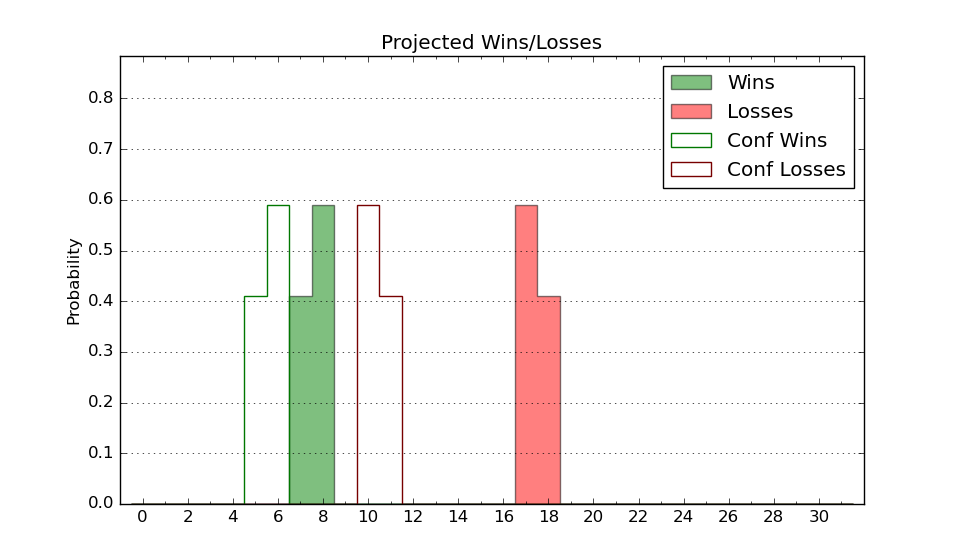 Projected Wins/Losses
Wins
Losses
Conf Wins
Conf Losses
Probability
0.8
0.7
0.6
0.5
0.4
0.3
0.2
0.1
0.0
0 2 4 6 8 10 12 14 16 18 20 22 24 26 28 30